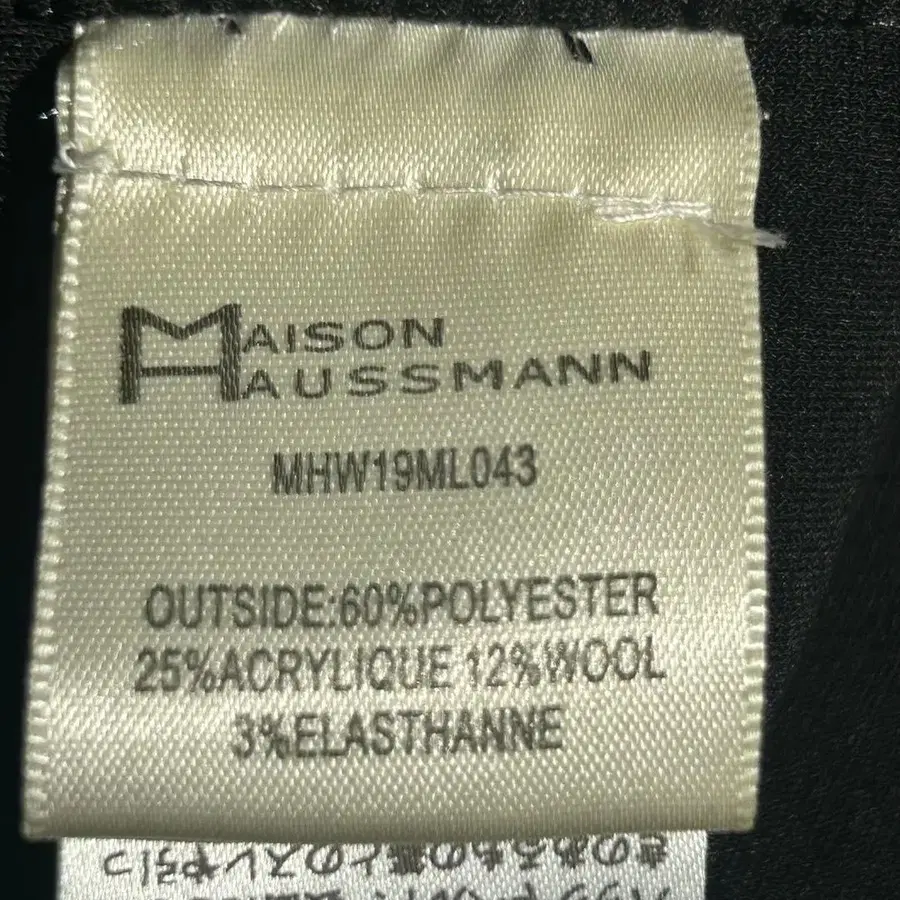 MAISON
HAUSSMANN
MHW19ML043
OUTSIDE:60%POLYESTER
25%ACRYLIQUE 12%WOOL
3%ELASTHANNE